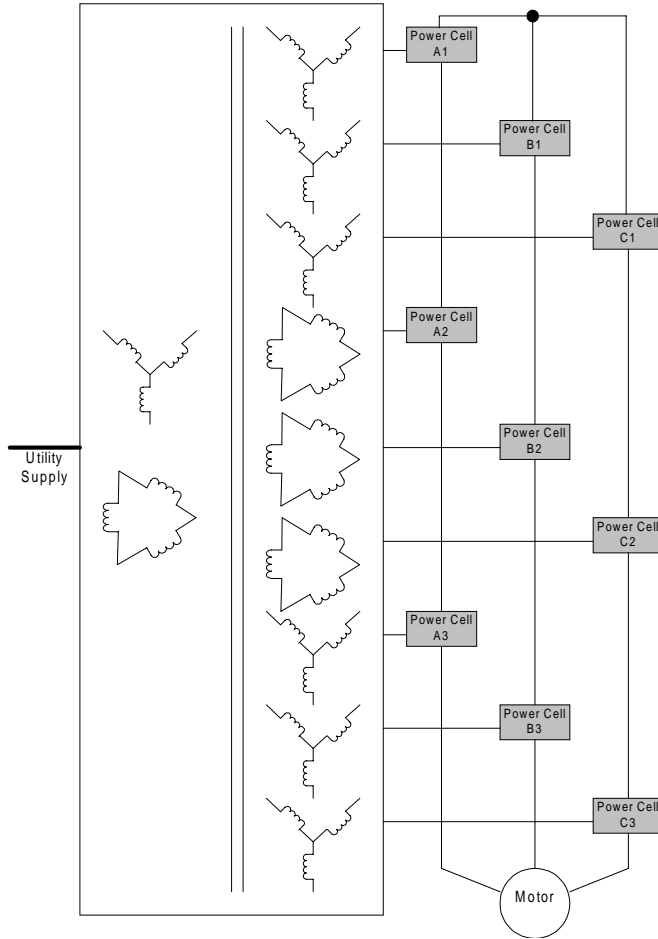 Power Cell
A1
Power Cell
B1
Power Cell
C1
Power Cell
A2
Power Cell
B2
Utility
Supply
Power Cell
C2
Power Cell
A3
Power Cell
B3
Power Cell
C3
Motor